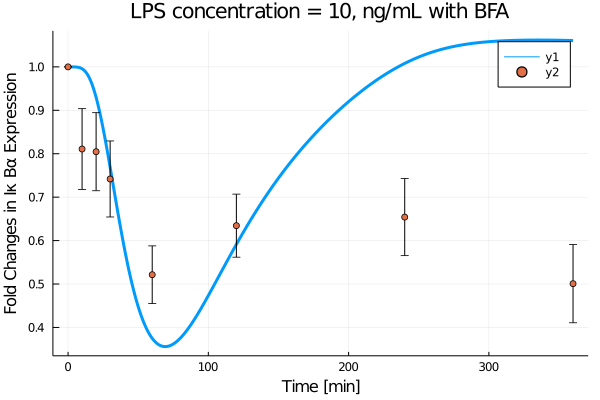 LPS concentration = 10, ng/mL with BFA
Fold Changes in Iκ Bα Expression
1.0
0.9
0.8
0.7
0.6
0.5
0.4
y1
y2
0
100
200
300
Time [min]